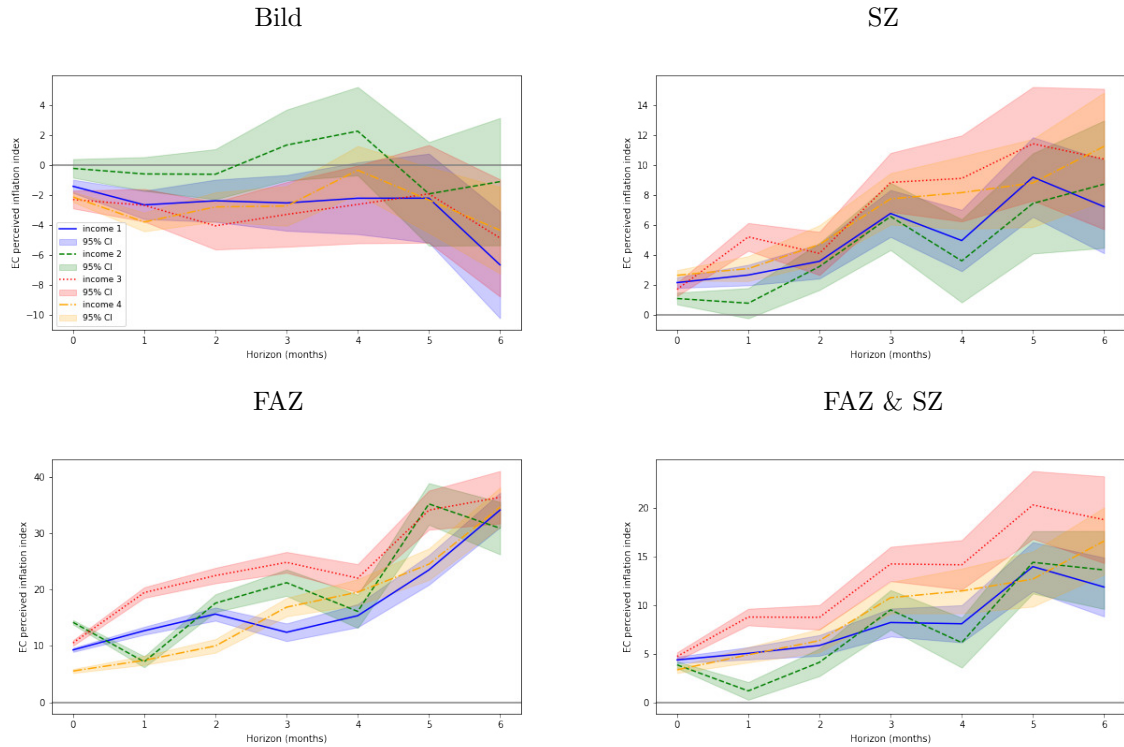 Bild
EC perceived inflation index
4
2
0
−2
−4
−6
−8
−10
income 1
95% CI
income 2
95% CI
income 3
95% CI
income 4
95% CI
0 1 2 3 4 5 6
Horizon (months)
SZ
EC perceived inflation index
14
12
10
8
6
4
2
0
0 1 2 3 4 5 6
Horizon (months)
FAZ
EC perceived inflation index
40
30
20
10
0
0 1 2 3 4 5 6
Horizon (months)
FAZ & SZ
EC perceived inflation index
20
15
10
5
0
0 1 2 3 4 5 6
Horizon (months)